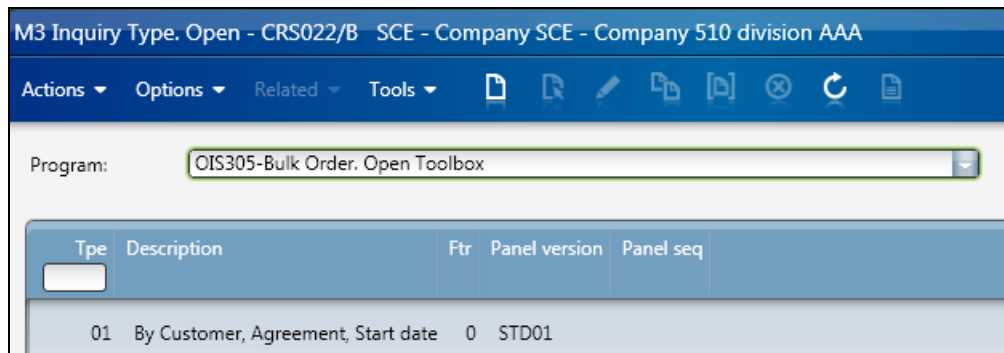 M3 Inquiry Type. Open - CRS022/B SCE - Company SCE - Company 510 division AAA
Actions Options Related Tools
Program: OIS305-Bulk Order. Open Toolbox
Tpe Description Ftr Panel version Panel seq
01 By Customer, Agreement, Start date 0 STD01